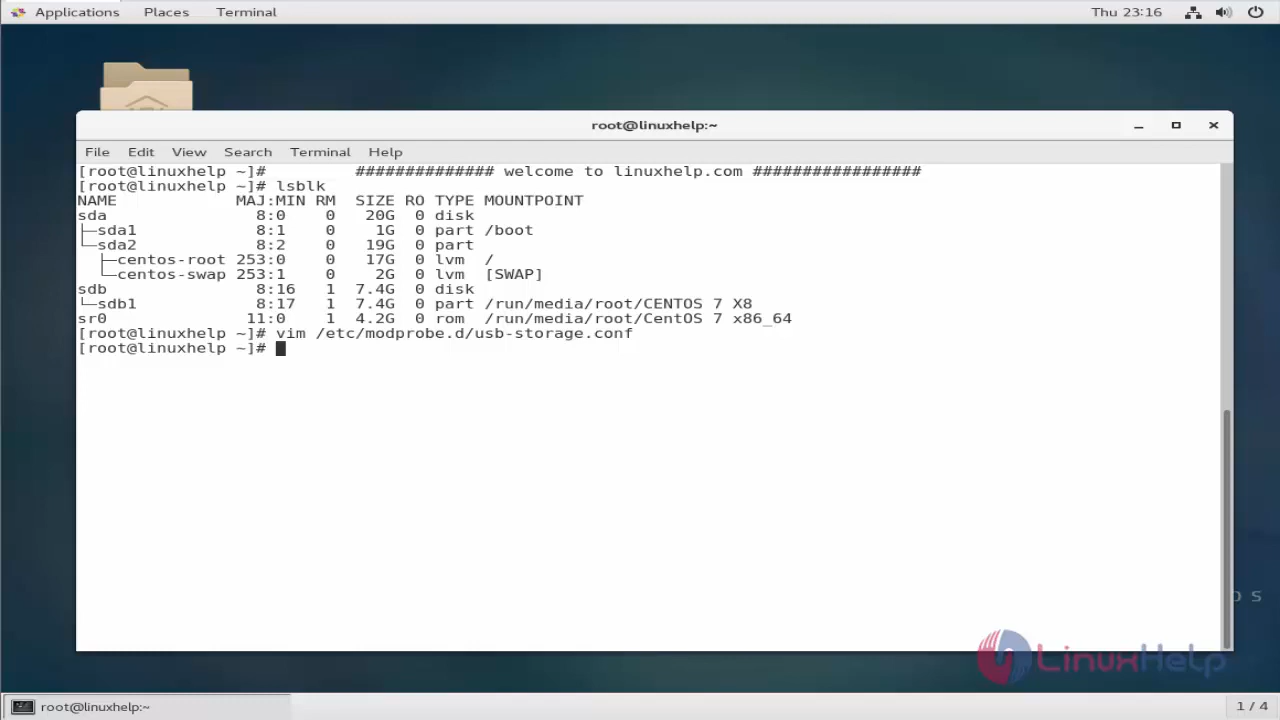 Applications Places Terminal Thu 23:16
root@linuxhelp:~
File Edit View Search Terminal Help
[root@linuxhelp ~]#         ############## welcome to linuxhelp.com #################
[root@linuxhelp ~]# lsblk
NAME            MAJ:MIN RM  SIZE RO TYPE MOUNTPOINT
sda               8:0    0   20G  0 disk
├─sda1            8:1    0    1G  0 part /boot
└─sda2            8:2    0   19G  0 part
  ├─centos-root 253:0    0   17G  0 lvm  /
  └─centos-swap 253:1    0    2G  0 lvm  [SWAP]
sdb               8:16   1  7.4G  0 disk
└─sdb1            8:17   1  7.4G  0 part /run/media/root/CENTOS 7 X8
sr0              11:0    1  4.2G  0 rom  /run/media/root/CentOS 7 x86_64
[root@linuxhelp ~]# vim /etc/modprobe.d/usb-storage.conf
[root@linuxhelp ~]#
LinuxHelp
root@linuxhelp:~ 1 / 4